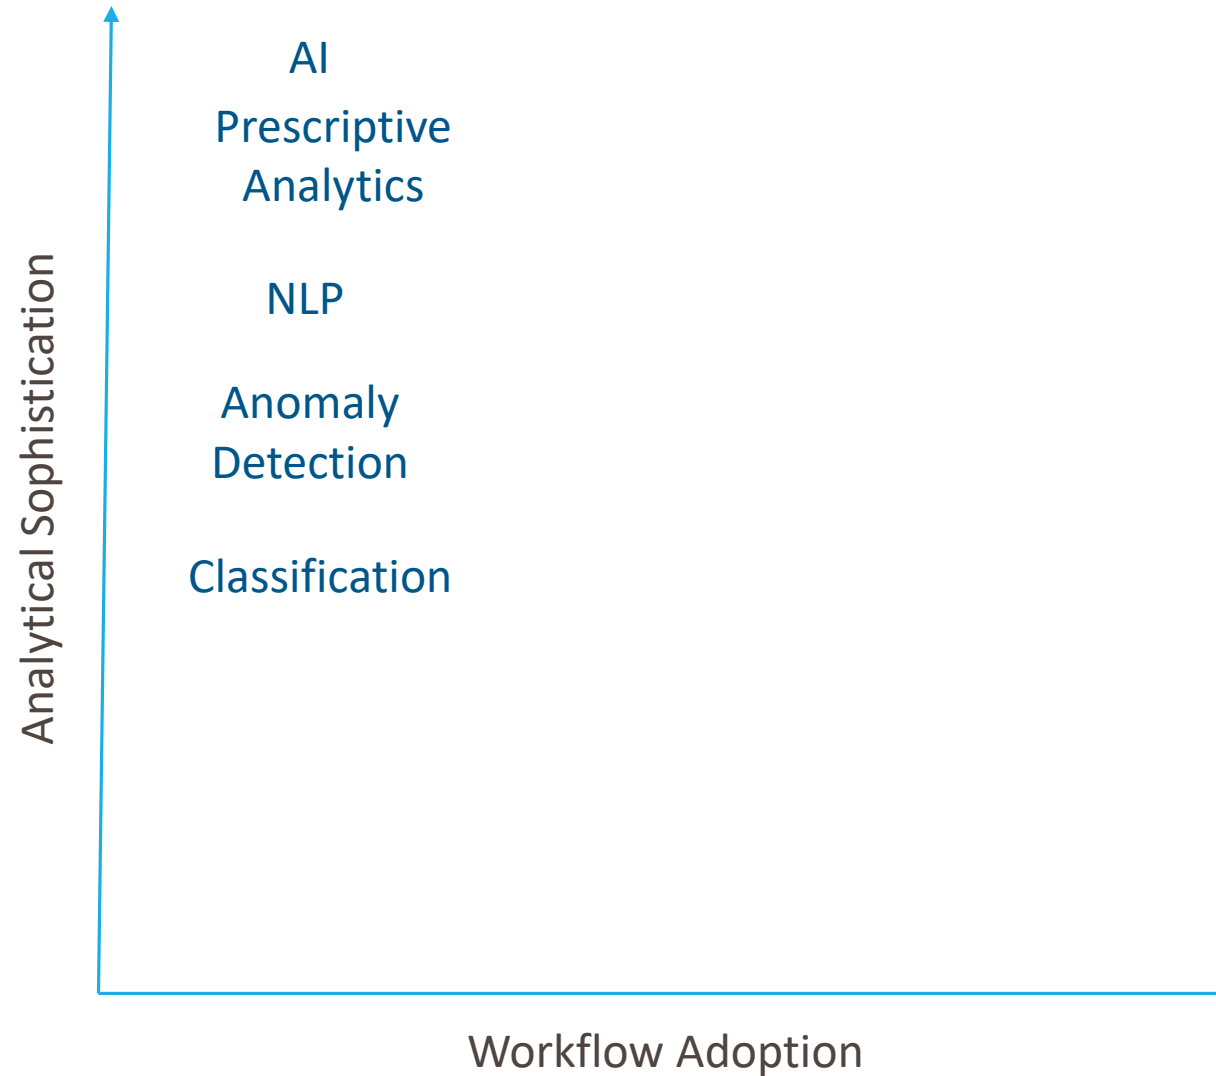 AI
Prescriptive
Analytics
NLP
Anomaly
Detection
Classification
Analytical Sophistication
Workflow Adoption